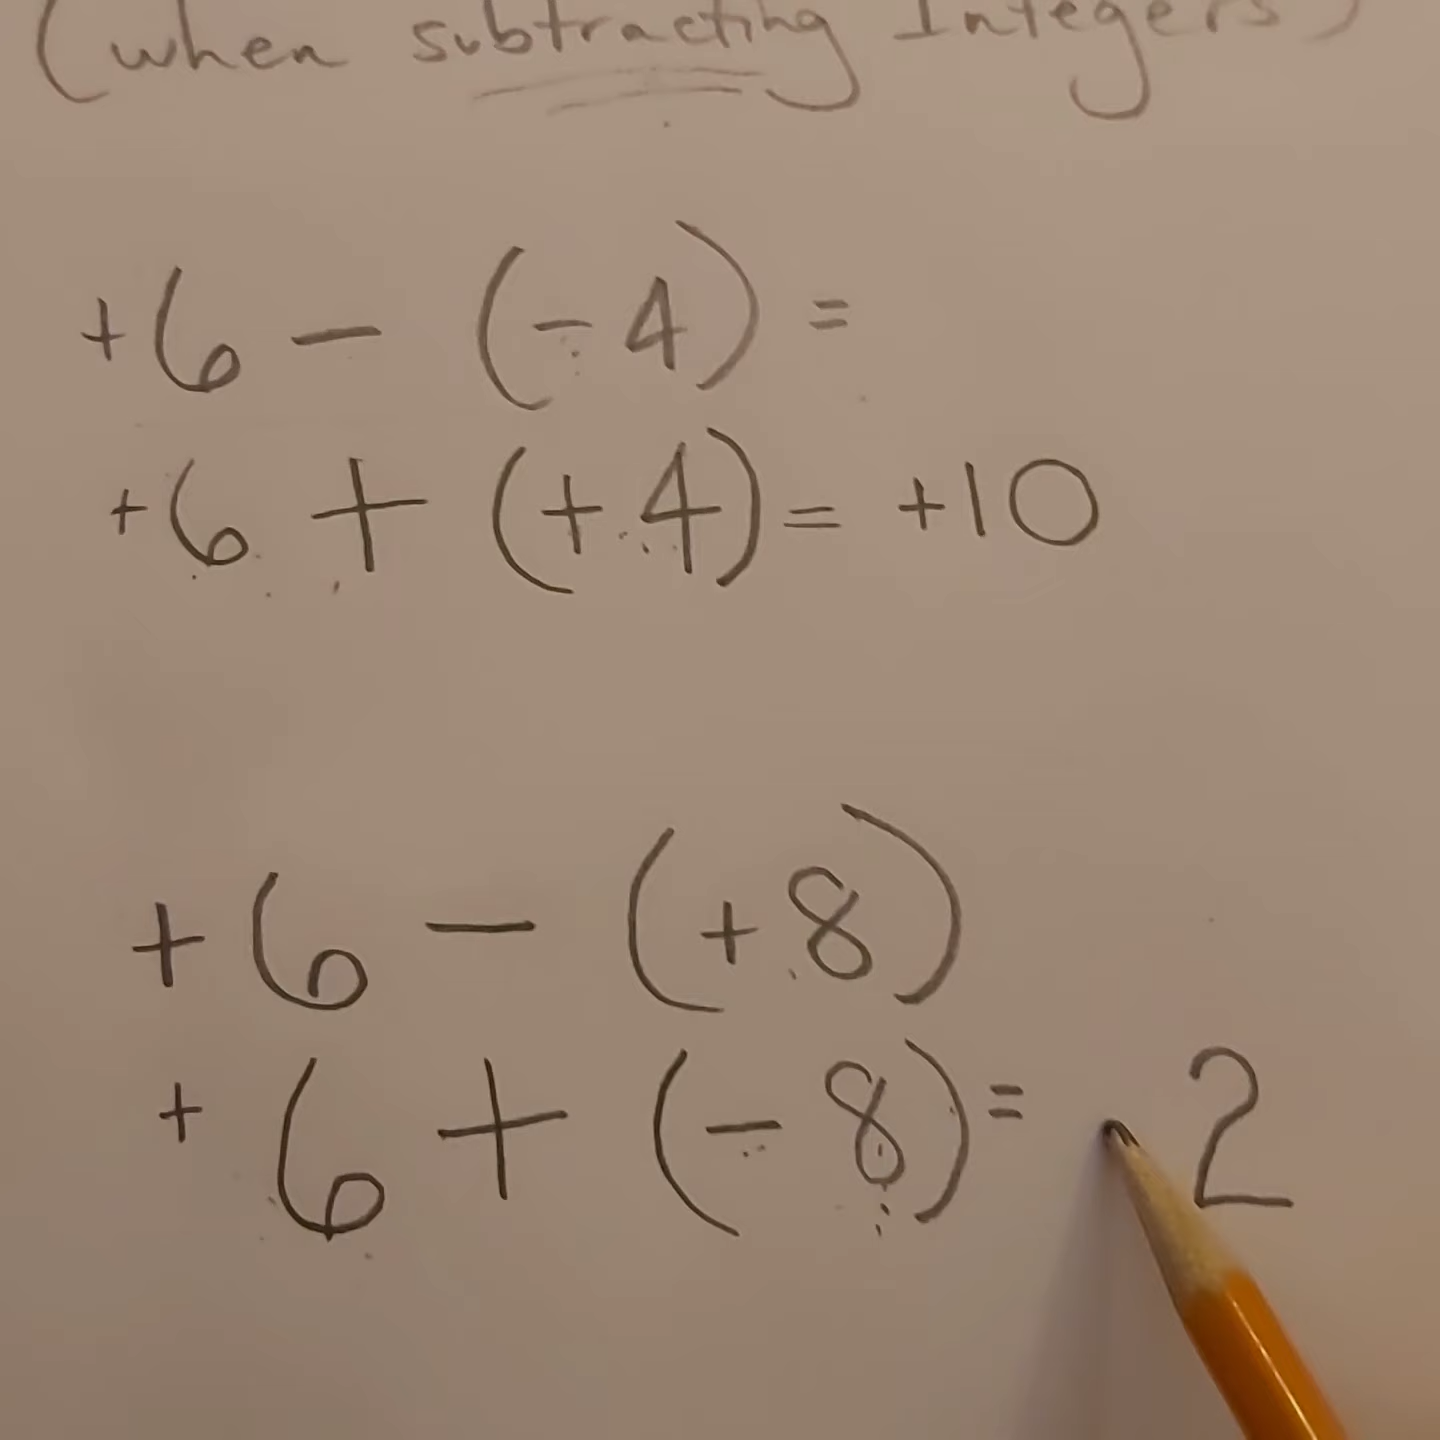 (when subtracting Integers)
+6 - (-4) =
+6 + (+4) = +10
+6 - (+8)
+6 + (-8) = 2